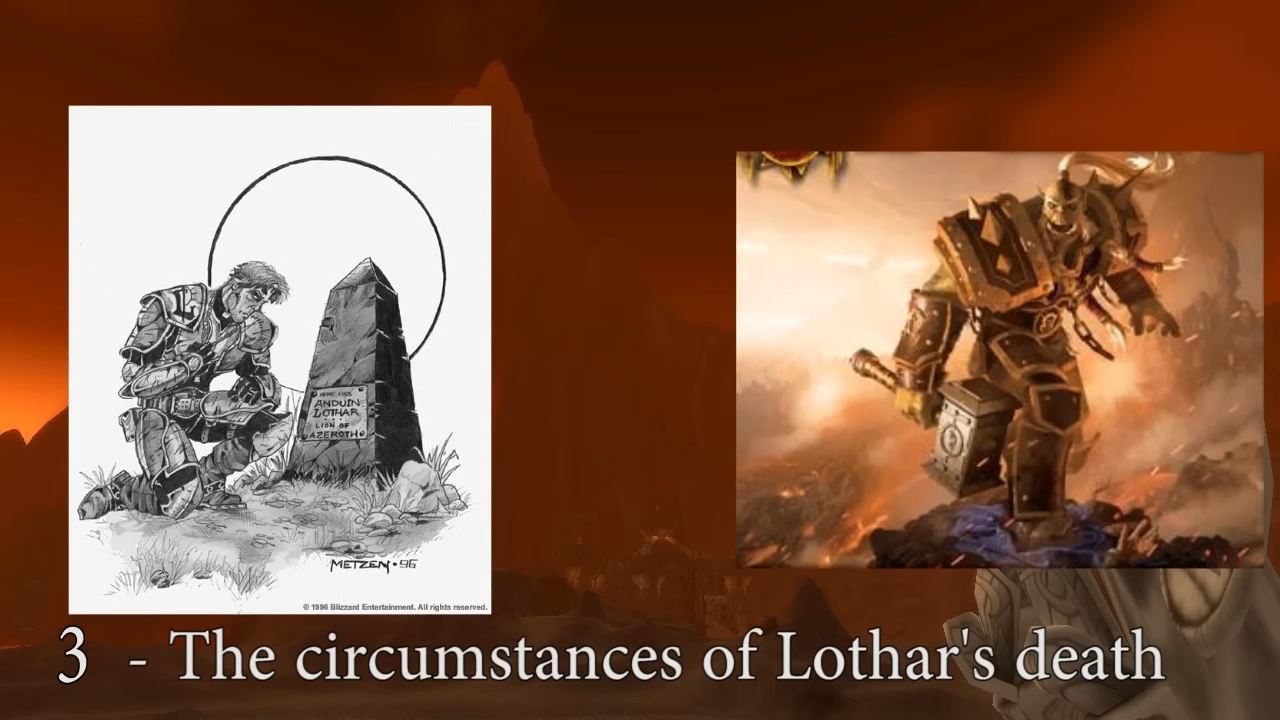 HERE LIES
ANDUIN
LOTHAR
LION OF
AZEROTH
METZEN • 96
© 1996 Blizzard Entertainment. All rights reserved.
3 - The circumstances of Lothar's death